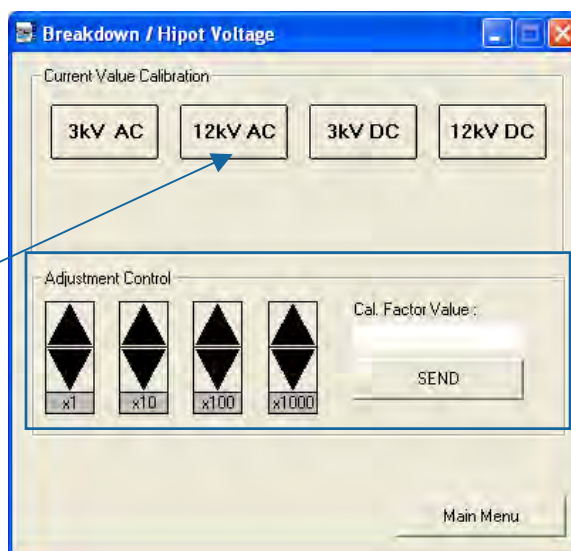 Breakdown / Hipot Voltage
Current Value Calibration
3kV AC 12kV AC 3kV DC 12kV DC
Adjustment Control
Cal. Factor Value :
SEND
x1 x10 x100 x1000
Main Menu